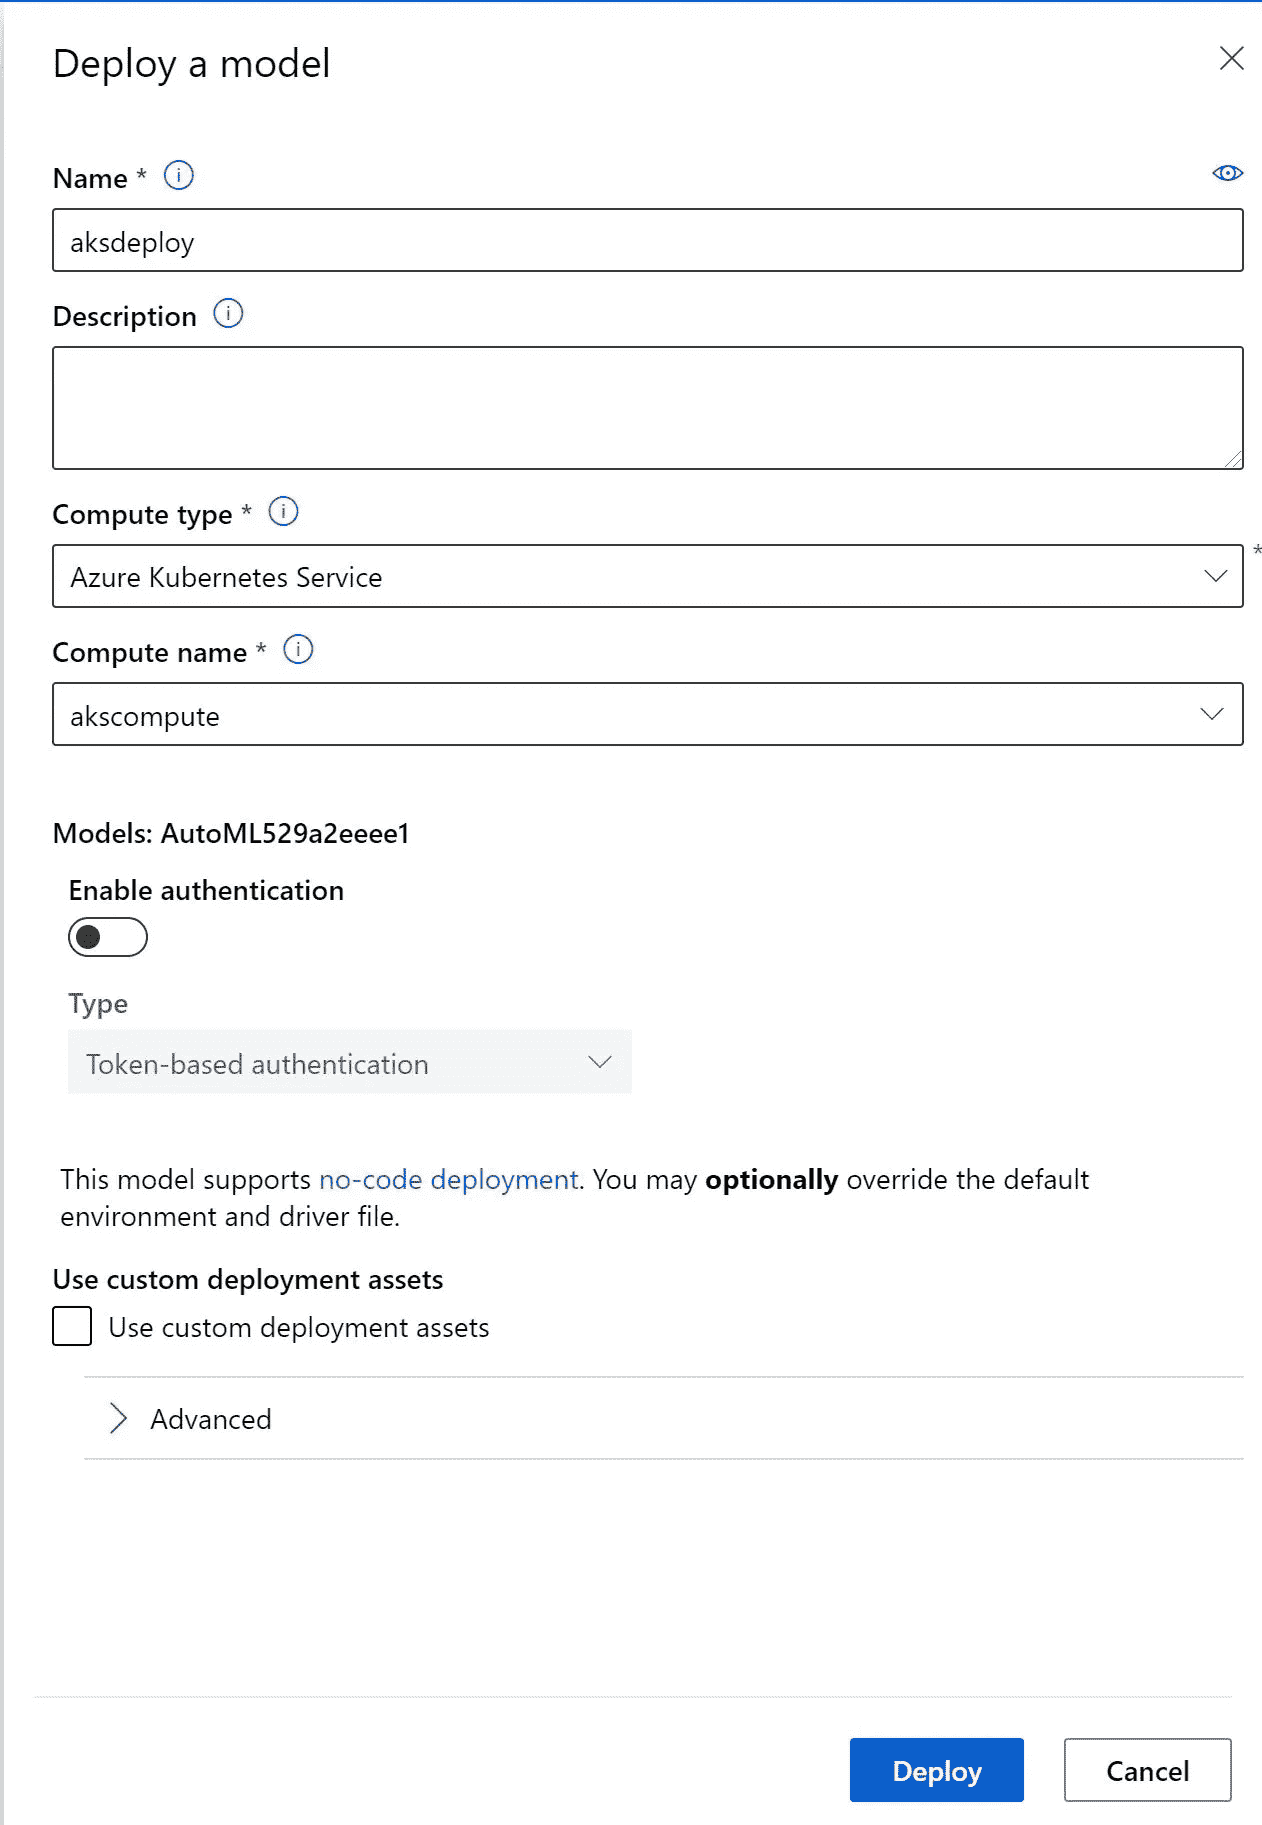 Deploy a model
Name *
aksdeploy
Description
Compute type *
Azure Kubernetes Service
*
Compute name *
akscompute
Models: AutoML529a2eeee1
Enable authentication
Type
Token-based authentication
This model supports no-code deployment. You may optionally override the default
environment and driver file.
Use custom deployment assets
Use custom deployment assets
Advanced
Deploy
Cancel